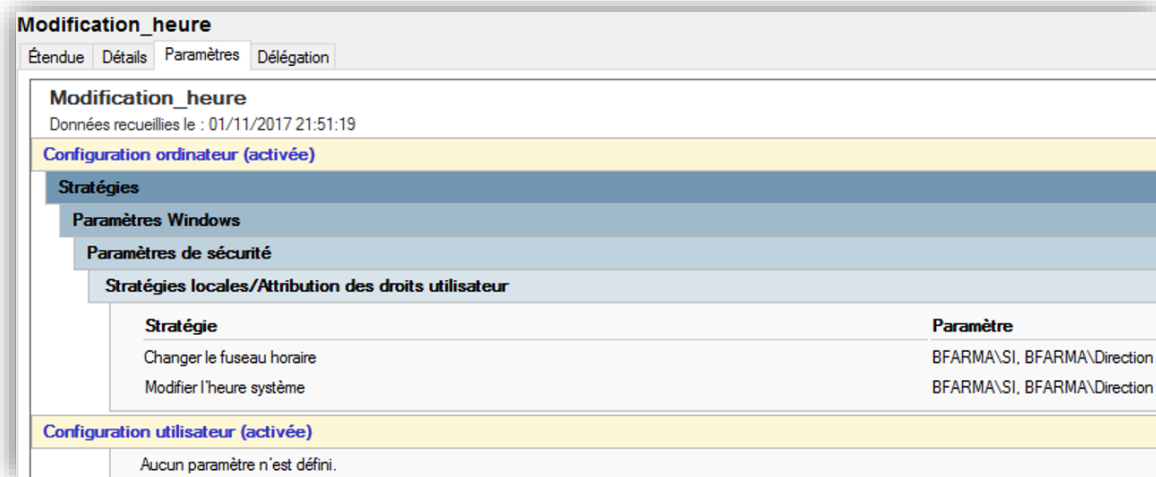 Modification_heure
Étendue Détails Paramètres Délégation
Modification_heure
Données recueillies le : 01/11/2017 21:51:19
Configuration ordinateur (activée)
Stratégies
Paramètres Windows
Paramètres de sécurité
Stratégies locales/Attribution des droits utilisateur
Stratégie Paramètre
Changer le fuseau horaire BFARMA\SI, BFARMA\Direction
Modifier l'heure système BFARMA\SI, BFARMA\Direction
Configuration utilisateur (activée)
Aucun paramètre n'est défini.